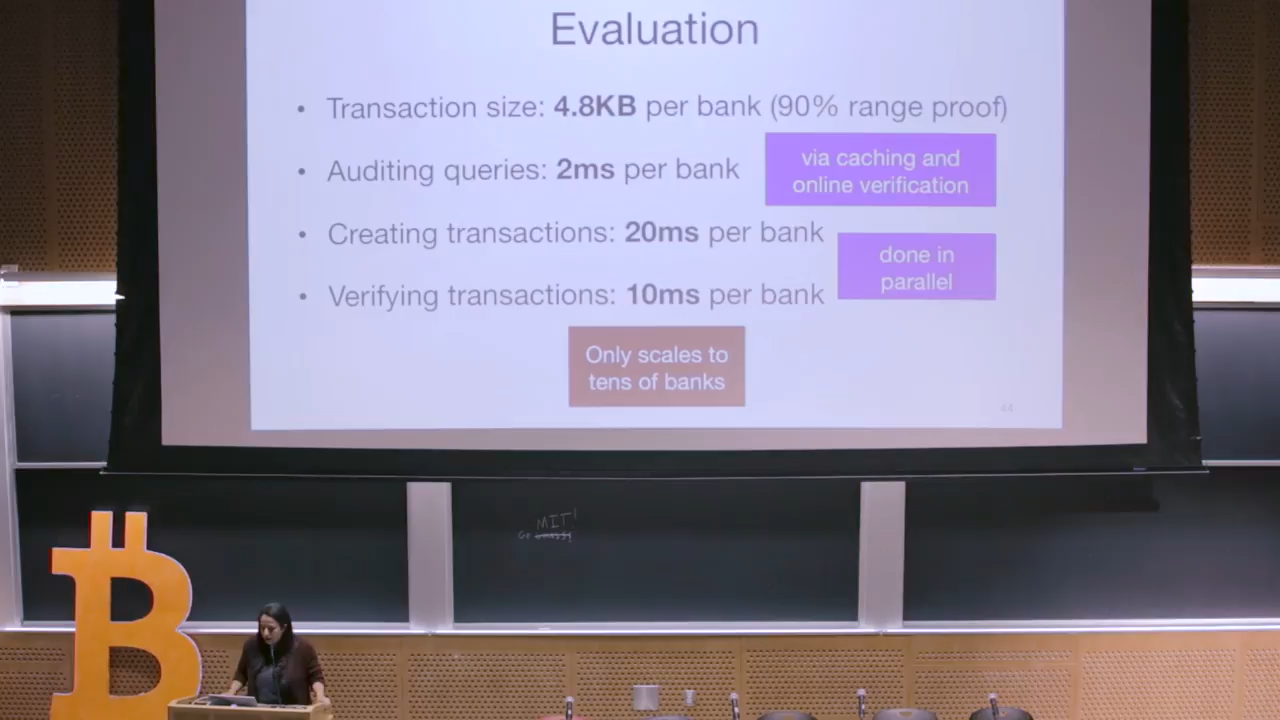 Evaluation
• Transaction size: 4.8KB per bank (90% range proof)
• Auditing queries: 2ms per bank
via caching and
online verification
• Creating transactions: 20ms per bank
• Verifying transactions: 10ms per bank
done in
parallel
Only scales to
tens of banks
44
MIT!
Go